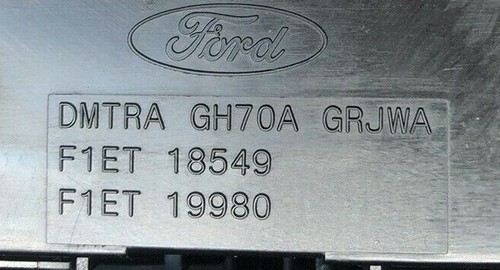 Ford
DMTRA GH70A GRJWA
F1ET 18549
F1ET 19980